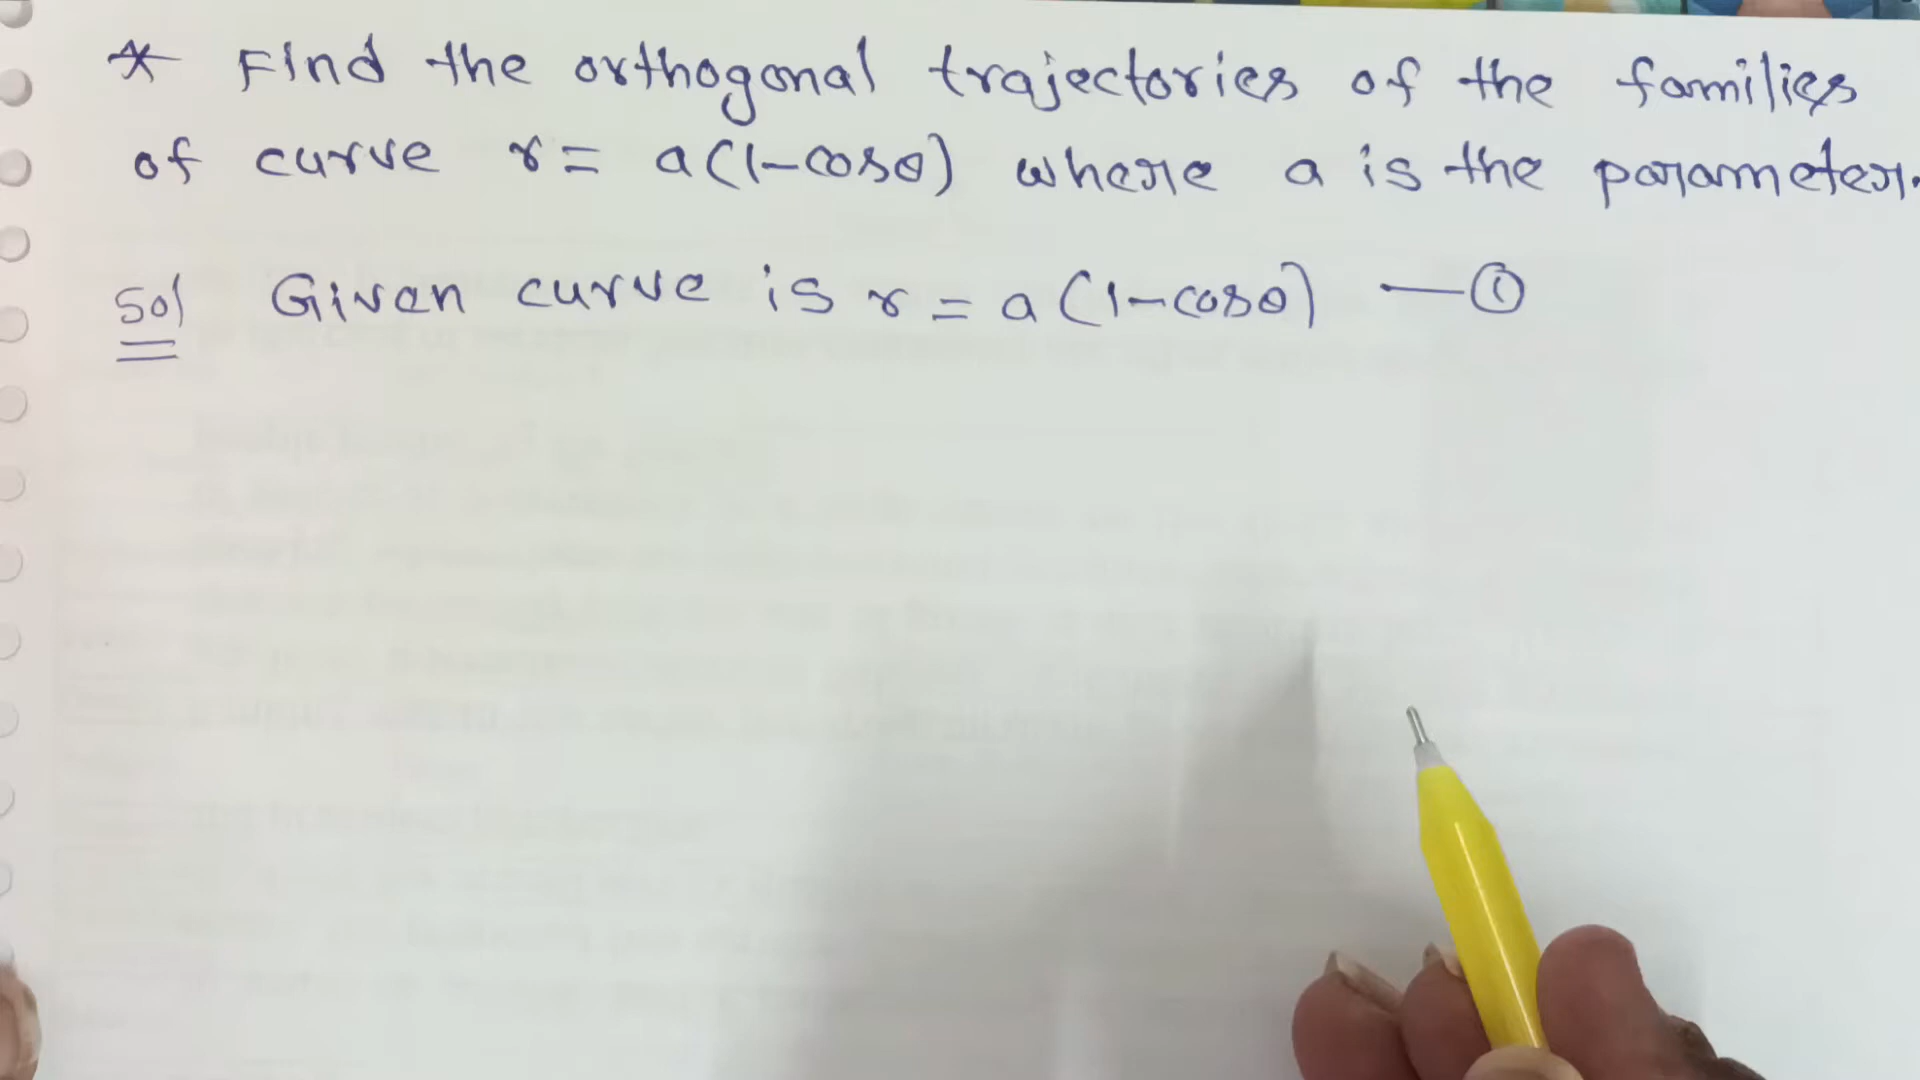 * Find the orthogonal trajectories of the families
of curve r = a(1-cosθ) where a is the parameter.
Sol Given curve is r = a(1-cosθ) — ①